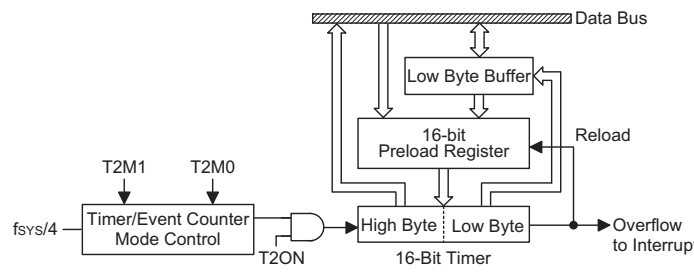 Data Bus
Low Byte Buffer
16-bit
Preload Register
Reload
T2M1
T2M0
Timer/Event Counter
Mode Control
fSYS/4
T2ON
High Byte
Low Byte
16-Bit Timer
Overflow
to Interrupt